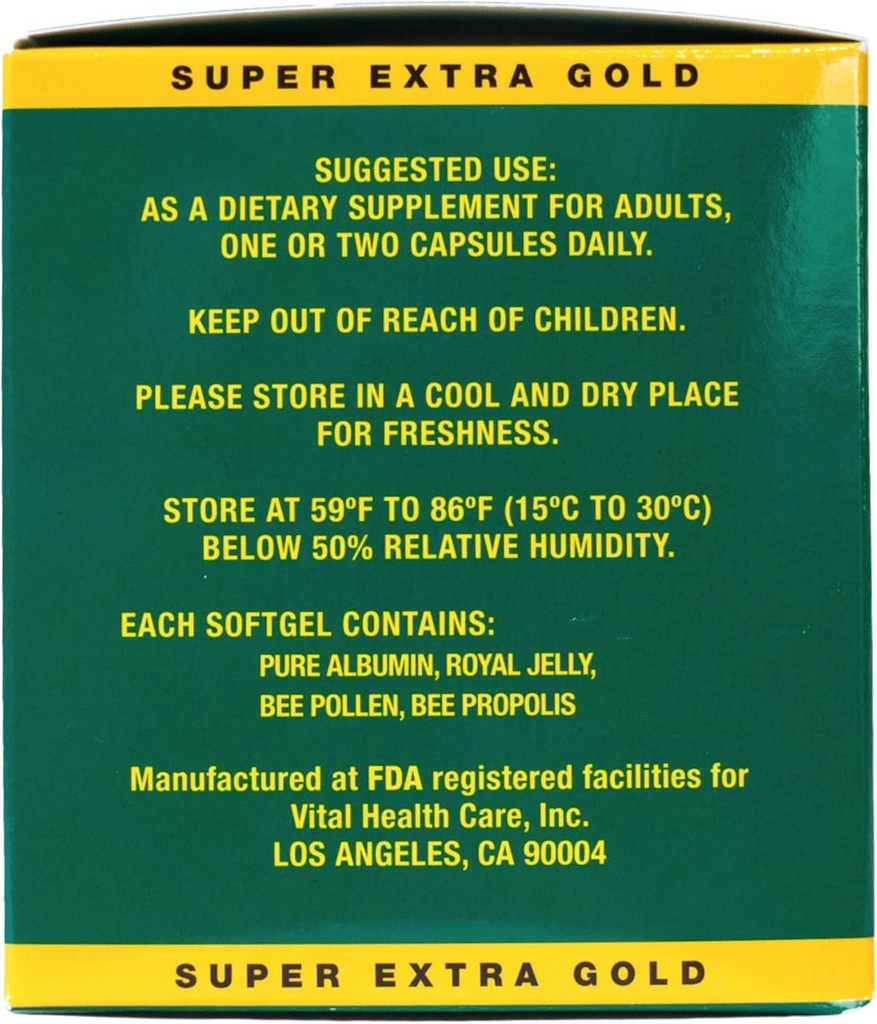 SUPER EXTRA GOLD
SUGGESTED USE:
AS A DIETARY SUPPLEMENT FOR ADULTS,
ONE OR TWO CAPSULES DAILY.
KEEP OUT OF REACH OF CHILDREN.
PLEASE STORE IN A COOL AND DRY PLACE
FOR FRESHNESS.
STORE AT 59ºF TO 86ºF (15ºC TO 30ºC)
BELOW 50% RELATIVE HUMIDITY.
EACH SOFTGEL CONTAINS:
PURE ALBUMIN, ROYAL JELLY,
BEE POLLEN, BEE PROPOLIS
Manufactured at FDA registered facilities for
Vital Health Care, Inc.
LOS ANGELES, CA 90004
SUPER EXTRA GOLD